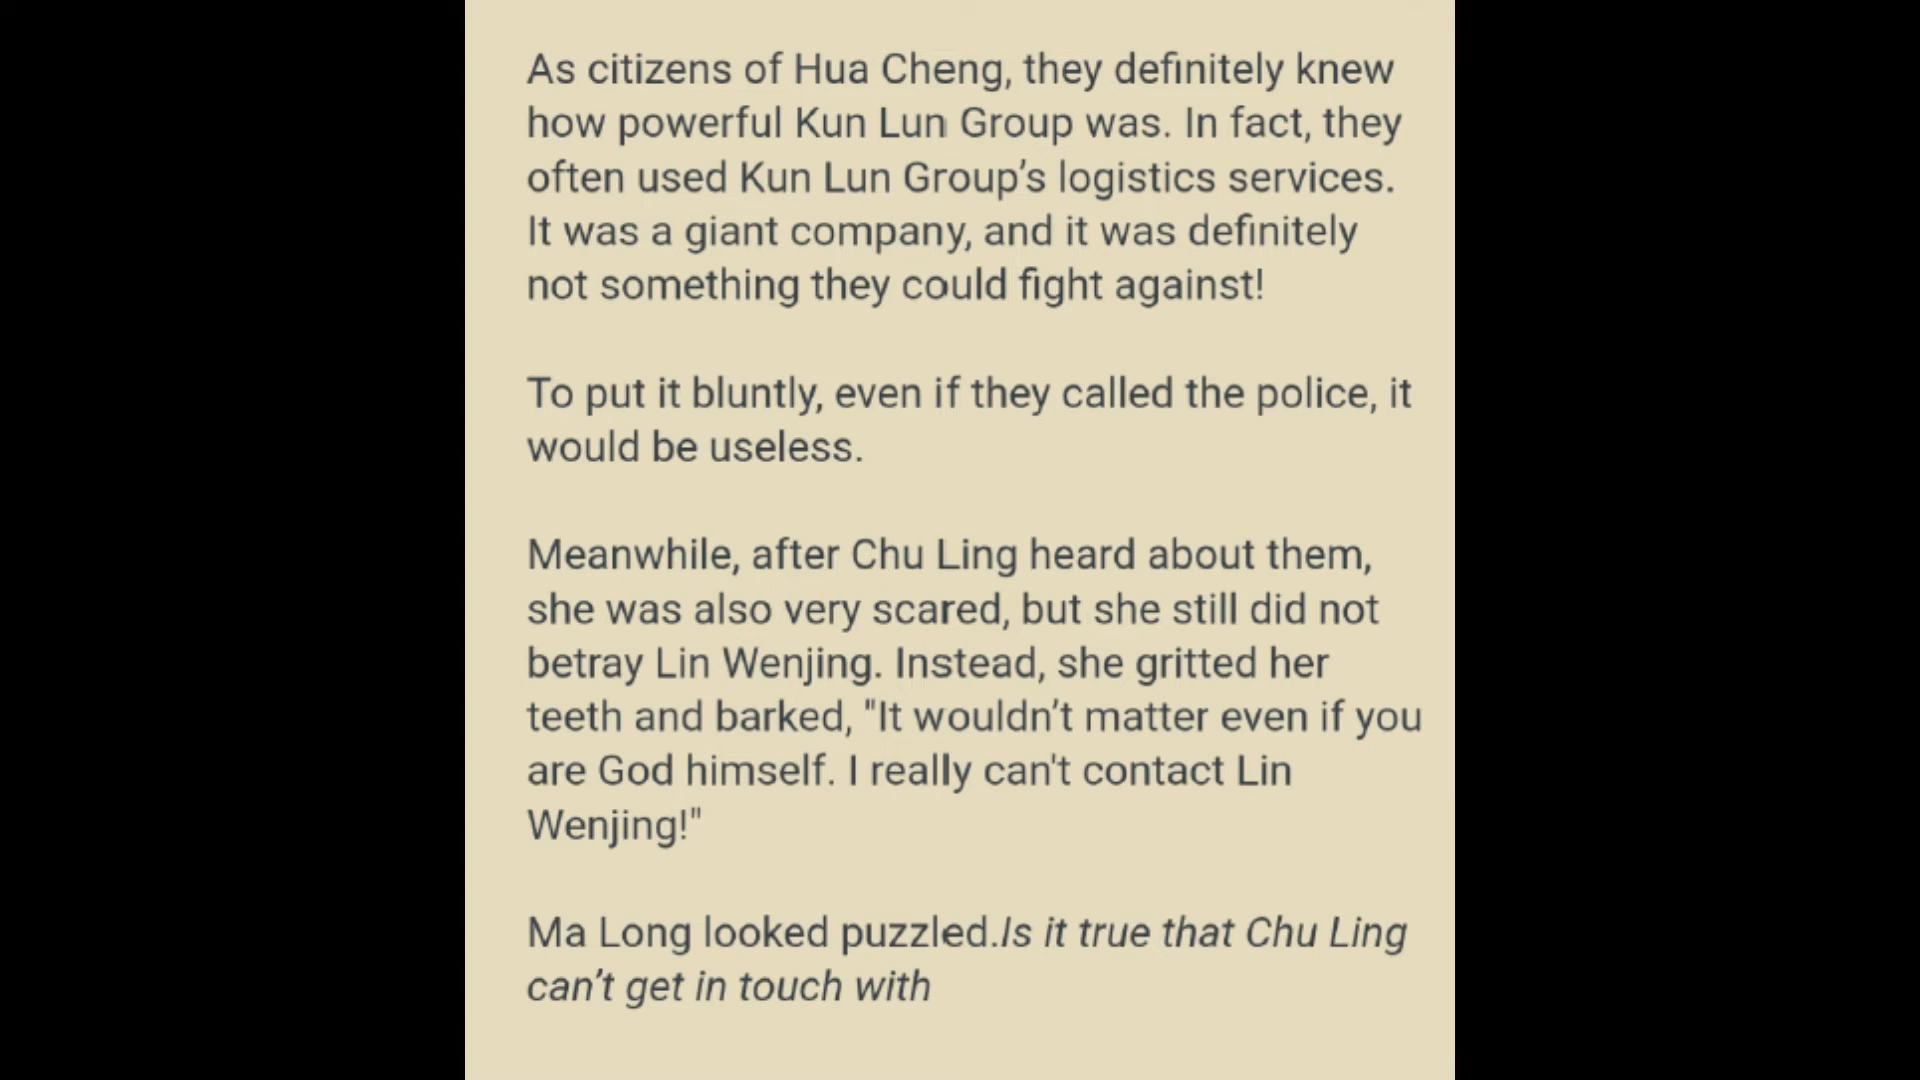 As citizens of Hua Cheng, they definitely knew
how powerful Kun Lun Group was. In fact, they
often used Kun Lun Group’s logistics services.
It was a giant company, and it was definitely
not something they could fight against!
To put it bluntly, even if they called the police, it
would be useless.
Meanwhile, after Chu Ling heard about them,
she was also very scared, but she still did not
betray Lin Wenjing. Instead, she gritted her
teeth and barked, "It wouldn’t matter even if you
are God himself. I really can't contact Lin
Wenjing!"
Ma Long looked puzzled.Is it true that Chu Ling
can’t get in touch with